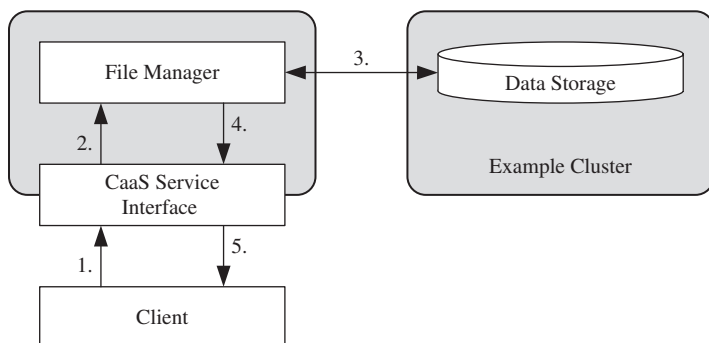 File Manager
3.
Data Storage
2.
4.
CaaS Service
Interface
Example Cluster
1.
5.
Client